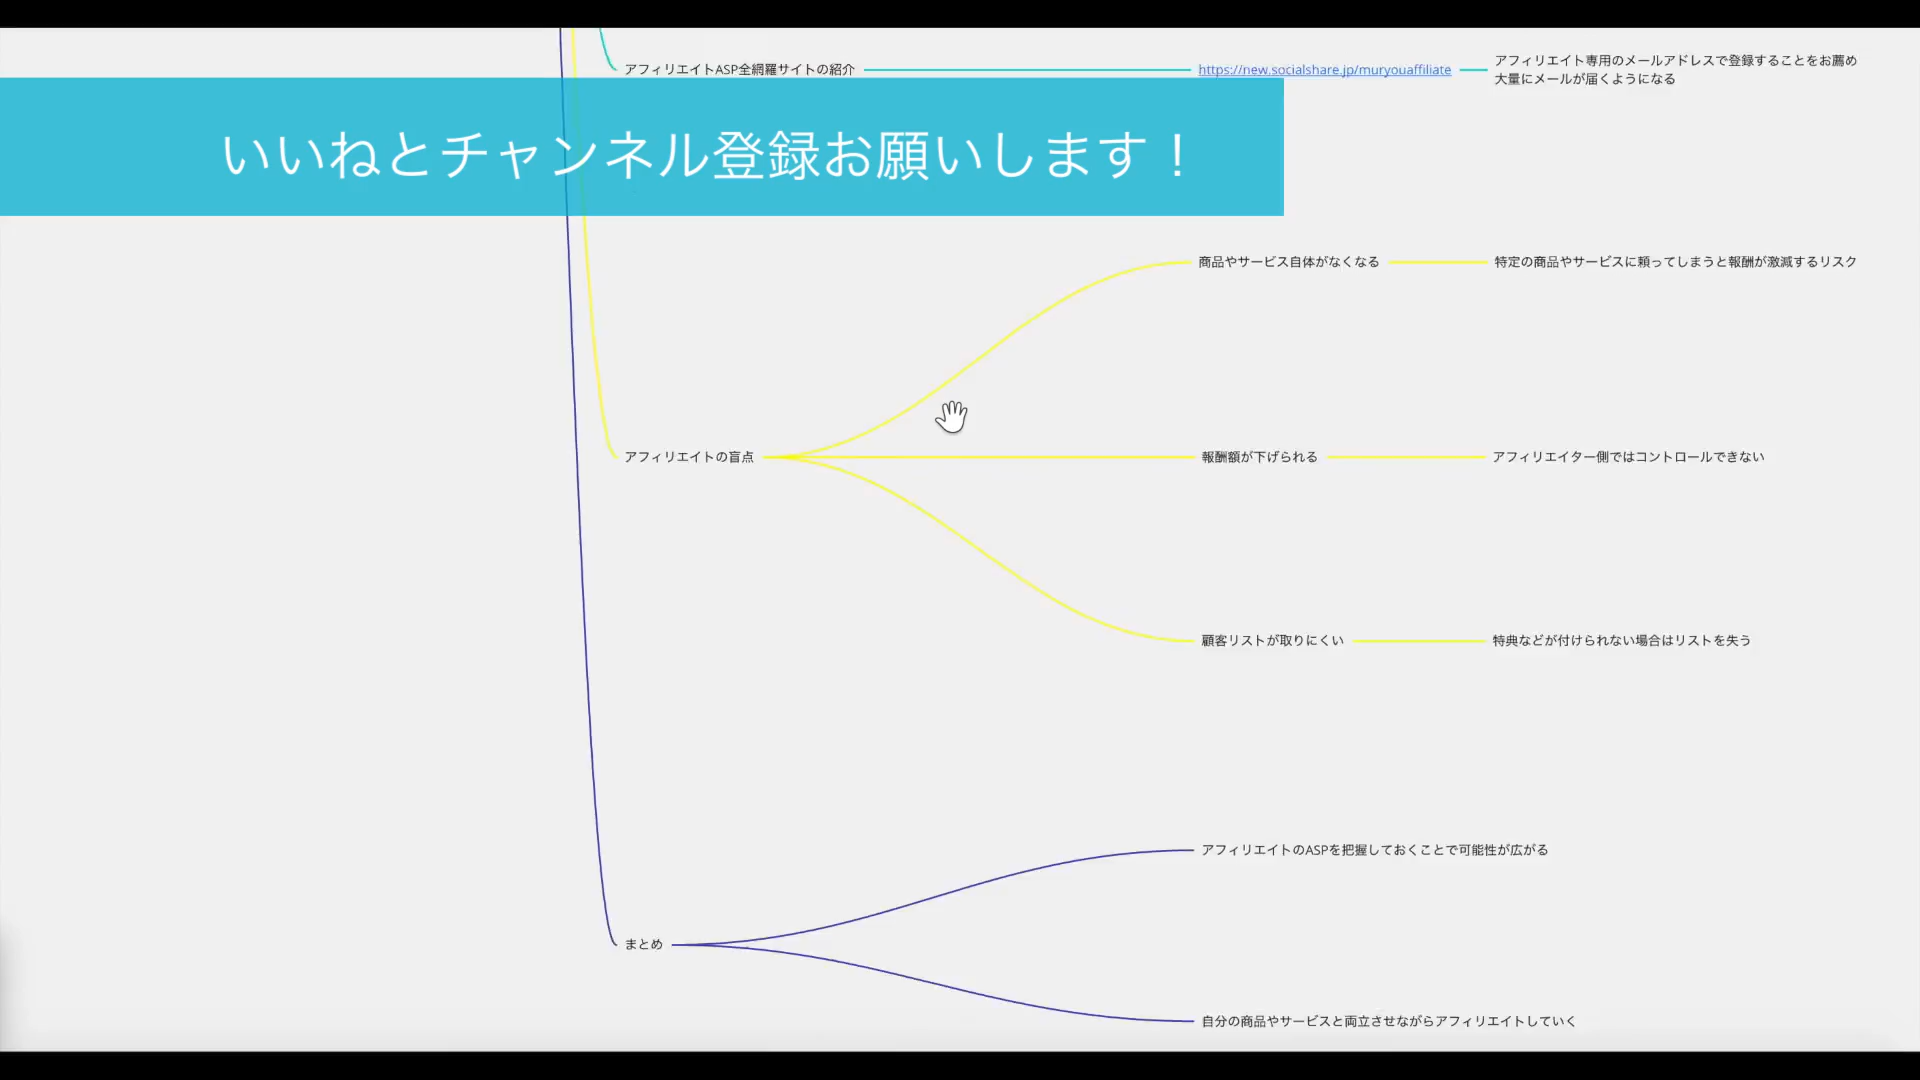 アフィリエイトASP全網羅サイトの紹介
https://new.socialshare.jp/muryouaffiliate
アフィリエイト専用のメールアドレスで登録することをお薦め
大量にメールが届くようになる
いいねとチャンネル登録お願いします！
商品やサービス自体がなくなる
特定の商品やサービスに頼ってしまうと報酬が激減するリスク
アフィリエイトの盲点
報酬額が下げられる
アフィリエイター側ではコントロールできない
顧客リストが取りにくい
特典などが付けられない場合はリストを失う
アフィリエイトのASPを把握しておくことで可能性が広がる
まとめ
自分の商品やサービスと両立させながらアフィリエイトしていく